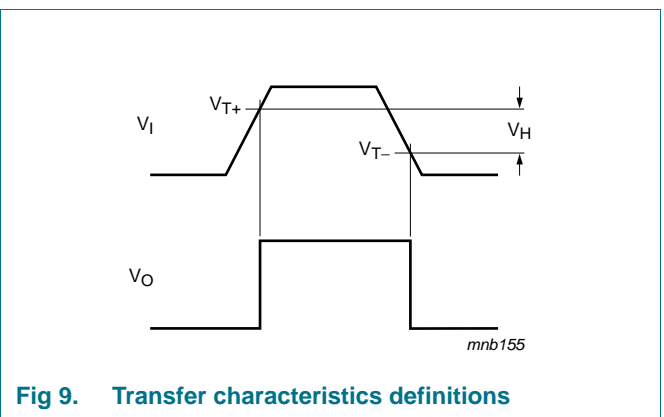 VT+
VI
VH
VT−
VO
mnb155
Fig 9. Transfer characteristics definitions